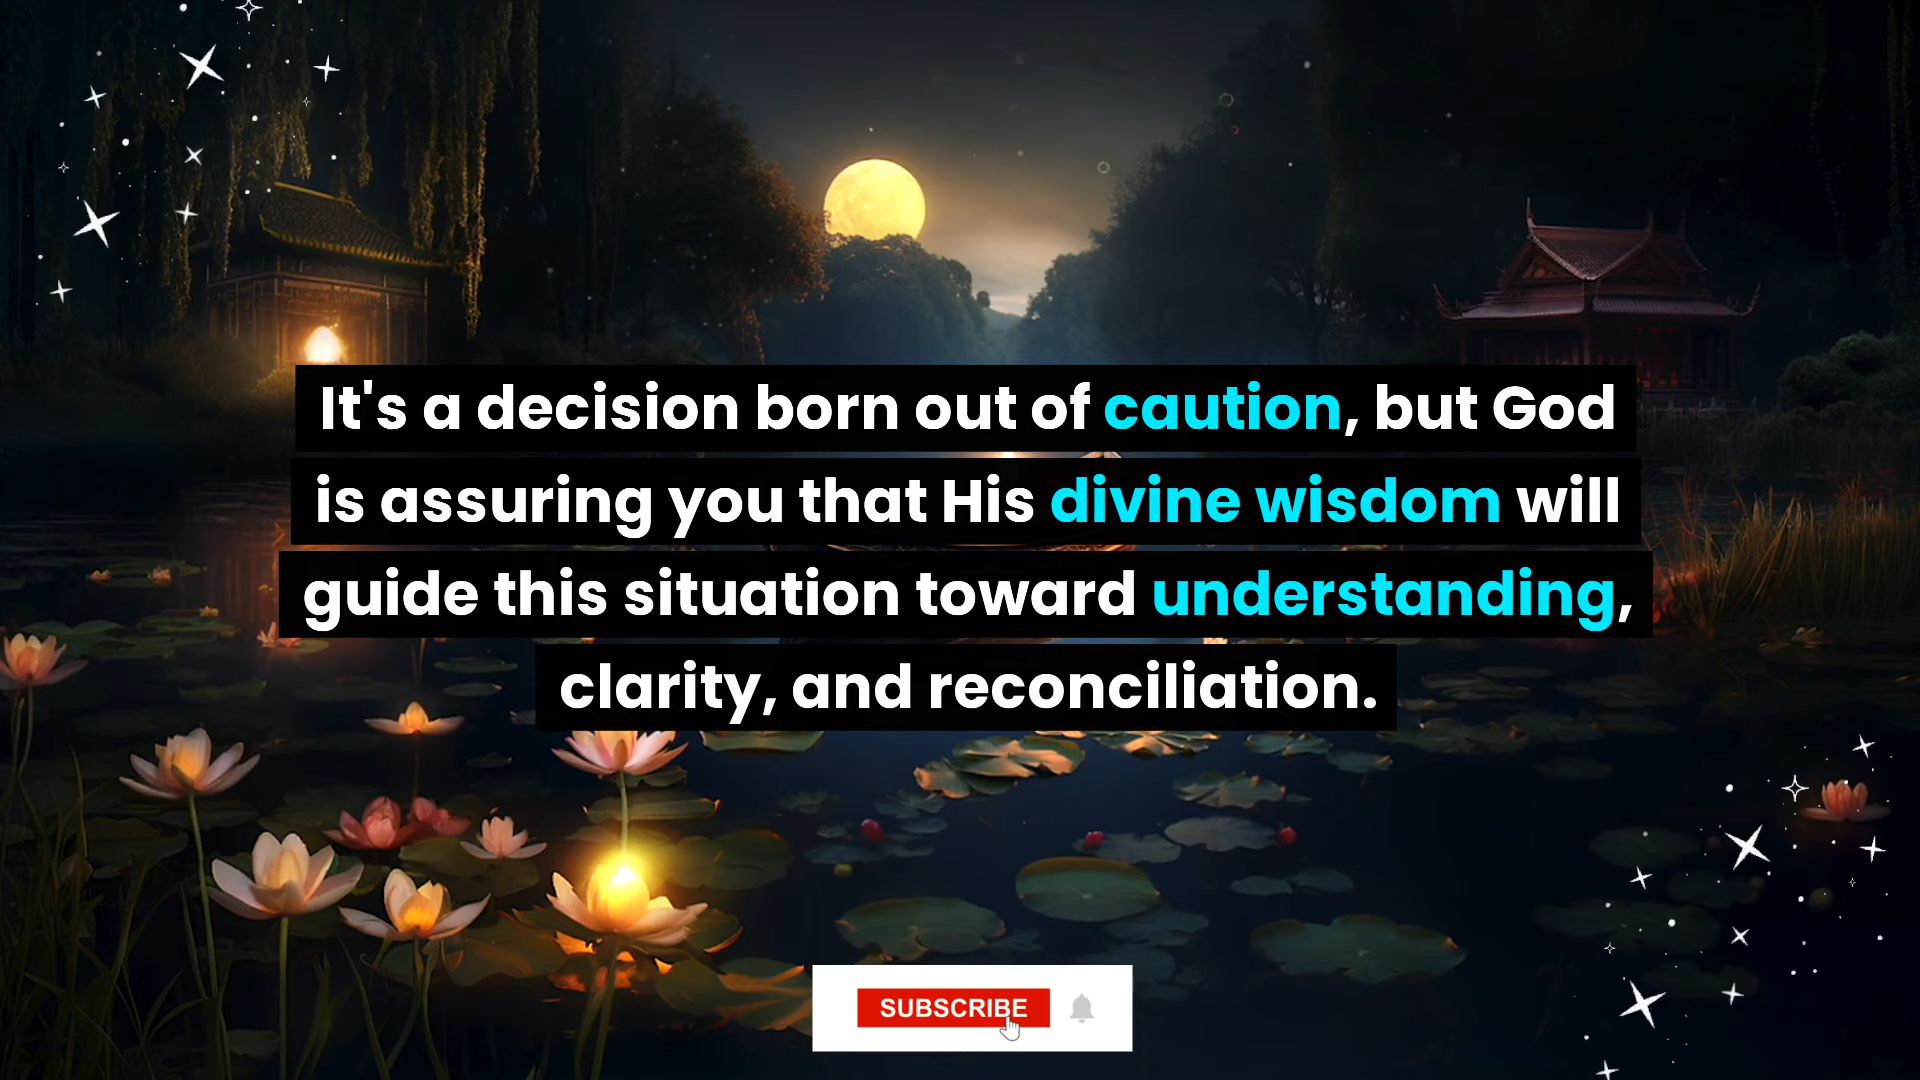 It's a decision born out of caution, but God
is assuring you that His divine wisdom will
guide this situation toward understanding,
clarity, and reconciliation.
SUBSCRIBE